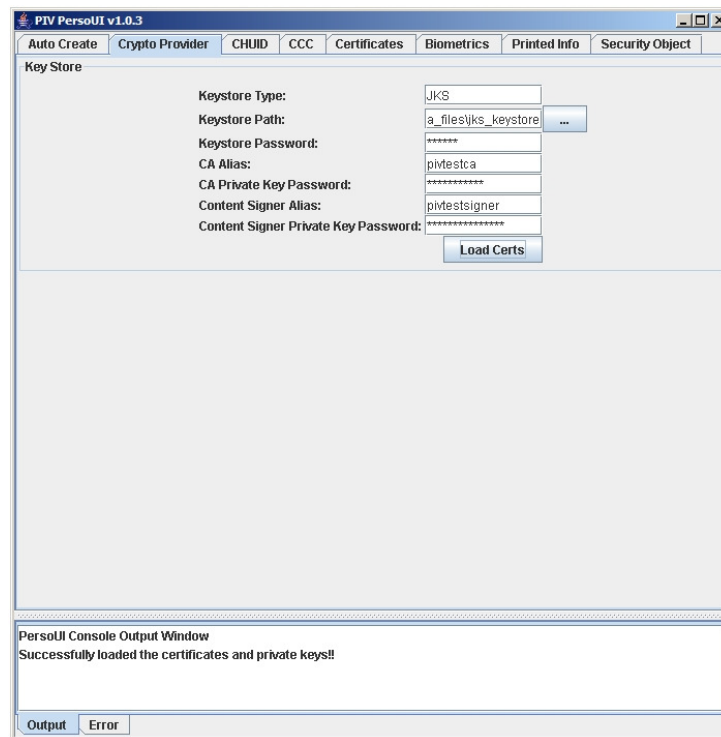 PIV PersoUI v1.0.3
Auto Create Crypto Provider CHUID CCC Certificates Biometrics Printed Info Security Object
Key Store
Keystore Type: JKS
Keystore Path: a_files\jks_keystore ...
Keystore Password: ******
CA Alias: pivtestca
CA Private Key Password: ***********
Content Signer Alias: pivtestsigner
Content Signer Private Key Password: ***************
Load Certs
PersoUI Console Output Window
Successfully loaded the certificates and private keys!!
Output Error